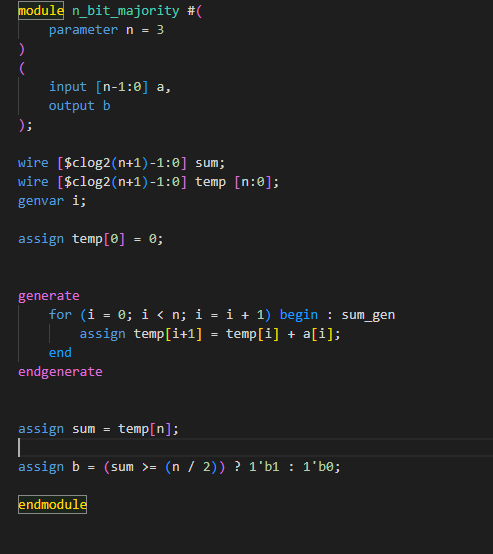 module n_bit_majority #(
    parameter n = 3
)
(
    input [n-1:0] a,
    output b
);

wire [$clog2(n+1)-1:0] sum;
wire [$clog2(n+1)-1:0] temp [n:0];
genvar i;

assign temp[0] = 0;


generate
    for (i = 0; i < n; i = i + 1) begin : sum_gen
        assign temp[i+1] = temp[i] + a[i];
    end
endgenerate


assign sum = temp[n];

assign b = (sum >= (n / 2)) ? 1'b1 : 1'b0;

endmodule